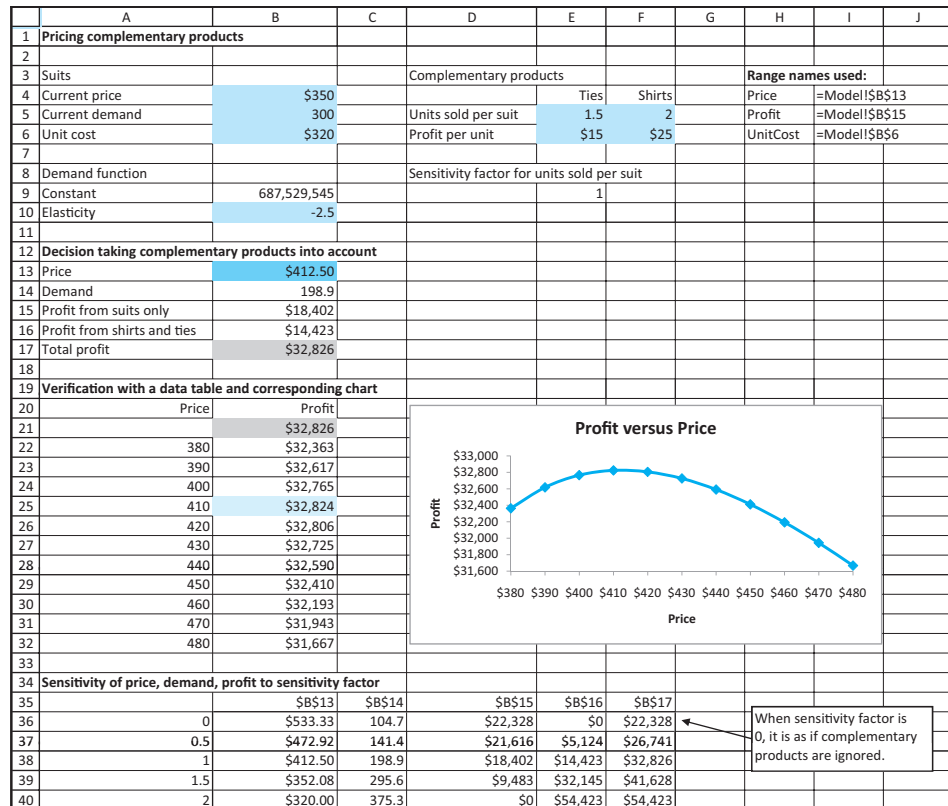 A B C D E F G H I J
1 Pricing complementary products
2
3 Suits Complementary products Range names used:
4 Current price $350 Ties Shirts Price =Model!$B$13
5 Current demand 300 Units sold per suit 1.5 2 Profit =Model!$B$15
6 Unit cost $320 Profit per unit $15 $25 UnitCost =Model!$B$6
7
8 Demand function Sensitivity factor for units sold per suit
9 Constant 687,529,545 1
10 Elasticity -2.5
11
12 Decision taking complementary products into account
13 Price $412.50
14 Demand 198.9
15 Profit from suits only $18,402
16 Profit from shirts and ties $14,423
17 Total profit $32,826
18
19 Verification with a data table and corresponding chart
20 Price Profit
21 $32,826
22 380 $32,363
23 390 $32,617
24 400 $32,765
25 410 $32,824
26 420 $32,806
27 430 $32,725
28 440 $32,590
29 450 $32,410
30 460 $32,193
31 470 $31,943
32 480 $31,667
Profit versus Price
Profit
$33,000
$32,800
$32,600
$32,400
$32,200
$32,000
$31,800
$31,600
$380 $390 $400 $410 $420 $430 $440 $450 $460 $470 $480
Price
33
34 Sensitivity of price, demand, profit to sensitivity factor
35 $B$13 $B$14 $B$15 $B$16 $B$17
36 0 $533.33 104.7 $22,328 $0 $22,328
37 0.5 $472.92 141.4 $21,616 $5,124 $26,741
38 1 $412.50 198.9 $18,402 $14,423 $32,826
39 1.5 $352.08 295.6 $9,483 $32,145 $41,628
40 2 $320.00 375.3 $0 $54,423 $54,423
When sensitivity factor is
0, it is as if complementary
products are ignored.